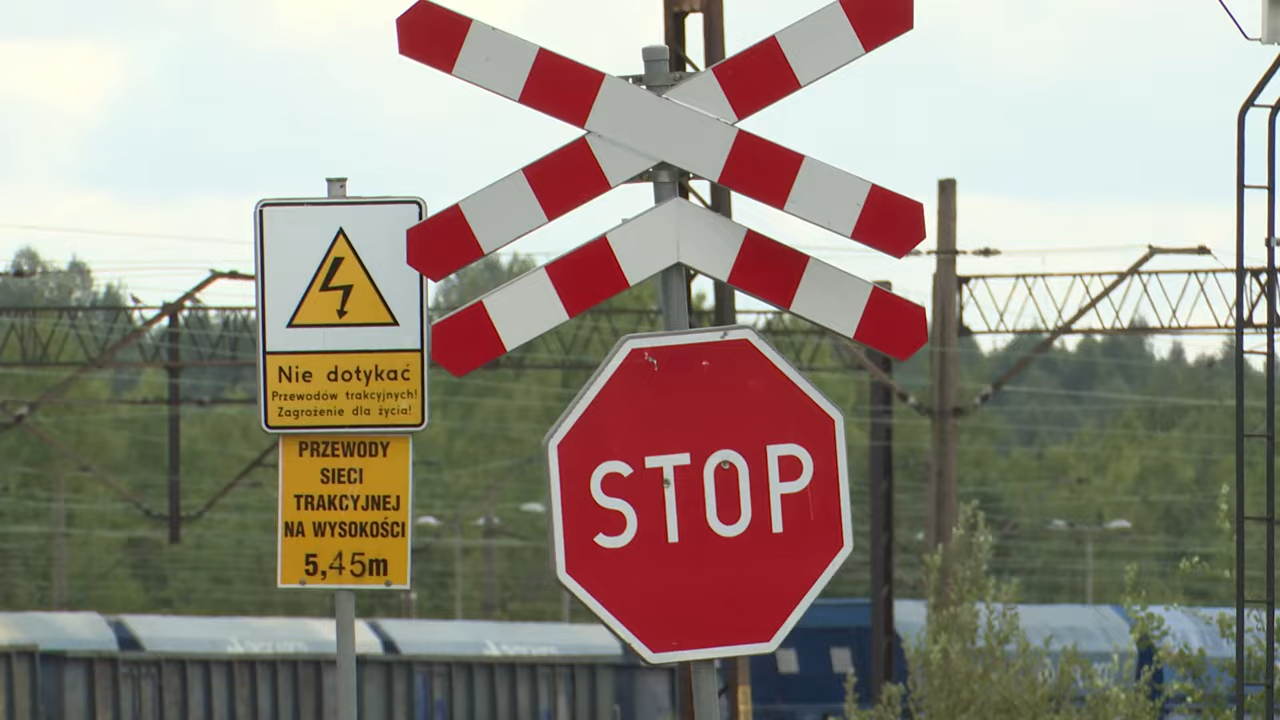 Nie dotykać
Przewodów trakcyjnych!
Zagrożenie dla życia!
PRZEWODY
SIECI
TRAKCYJNEJ
NA WYSOKOŚCI
5,45m
STOP